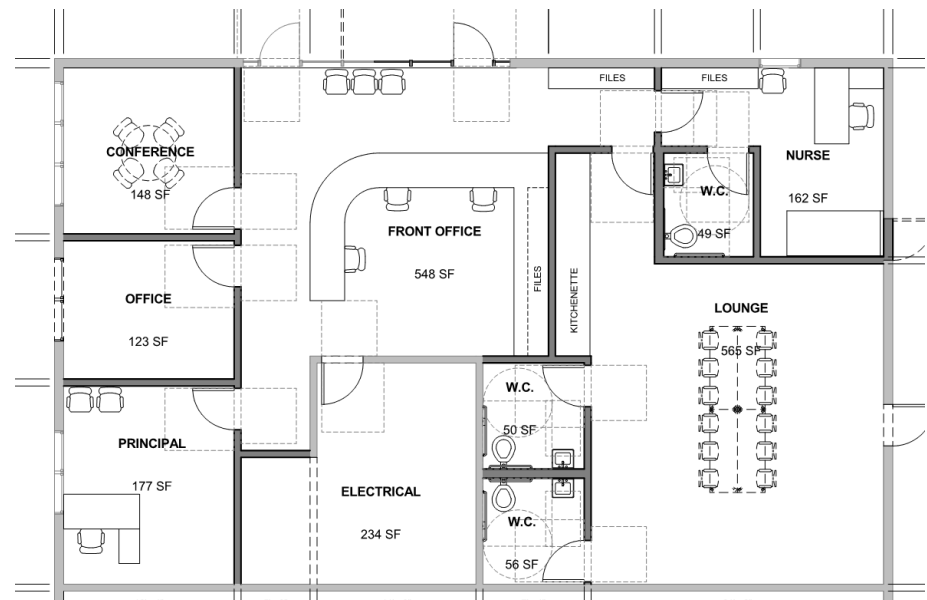 FILES
FILES
CONFERENCE
148 SF
NURSE
162 SF
W.C.
49 SF
FRONT OFFICE
548 SF
FILES
KITCHENETTE
OFFICE
123 SF
LOUNGE
565 SF
W.C.
50 SF
PRINCIPAL
177 SF
ELECTRICAL
234 SF
W.C.
56 SF